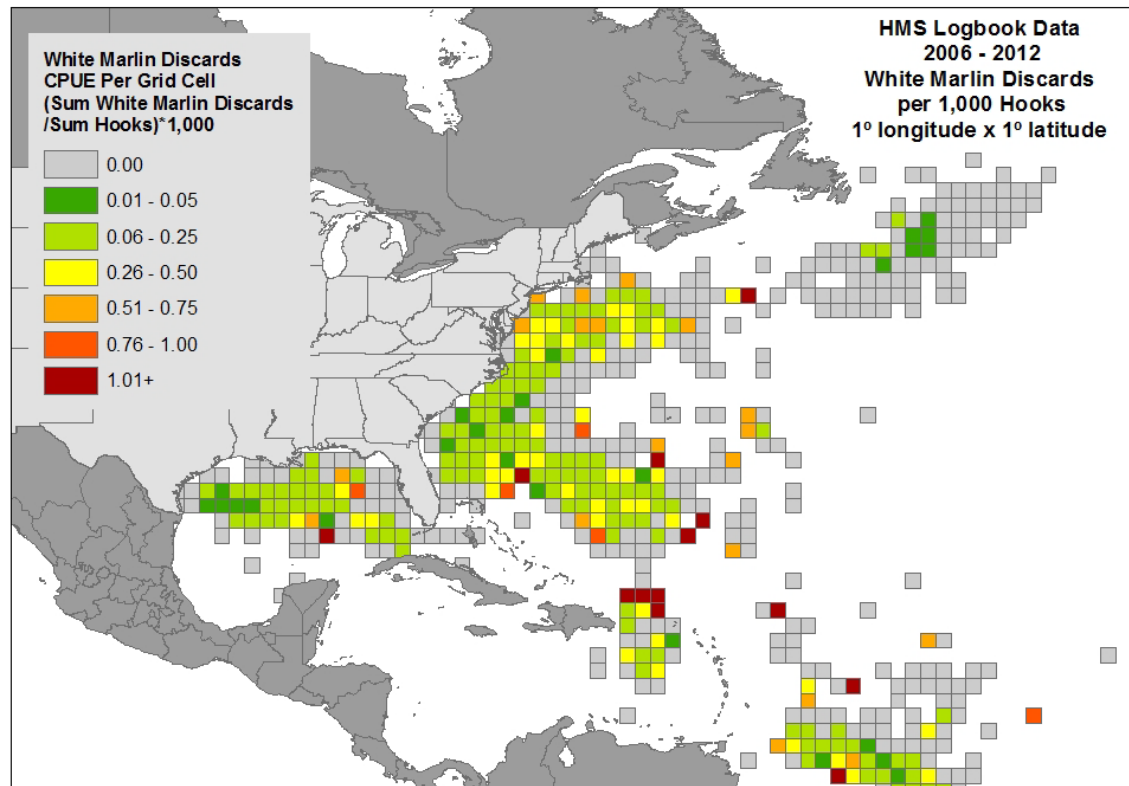 White Marlin Discards
CPUE Per Grid Cell
(Sum White Marlin Discards
/Sum Hooks)*1,000
0.00
0.01 - 0.05
0.06 - 0.25
0.26 - 0.50
0.51 - 0.75
0.76 - 1.00
1.01+
HMS Logbook Data
2006 - 2012
White Marlin Discards
per 1,000 Hooks
1º longitude x 1º latitude